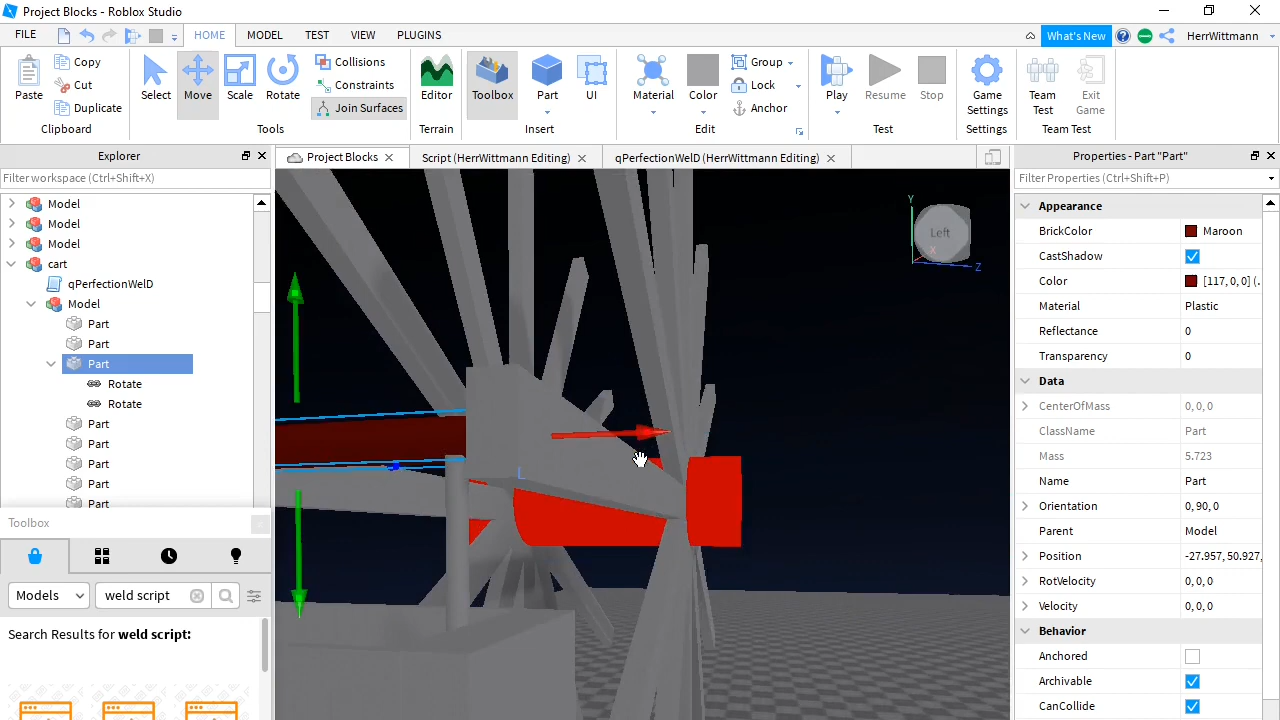 Project Blocks - Roblox Studio
FILE HOME MODEL TEST VIEW PLUGINS What's New HerrWittmann
Paste Copy Cut Duplicate Select Move Scale Rotate Collisions Constraints Join Surfaces Editor Toolbox Part UI Material Color Group Lock Anchor Play Resume Stop Game Settings Team Test Exit Game
Clipboard Tools Terrain Insert Edit Test Settings Team Test
Explorer
Filter workspace (Ctrl+Shift+X)
Model
Model
Model
cart
qPerfectionWelD
Model
Part
Part
Part
Rotate
Rotate
Part
Part
Part
Part
Part
Toolbox
Models weld script
Search Results for weld script:
Project Blocks Script (HerrWittmann Editing) qPerfectionWelD (HerrWittmann Editing)
Y
Left
X
Z
L
Properties - Part "Part"
Filter Properties (Ctrl+Shift+P)
Appearance
BrickColor Maroon
CastShadow
Color [117, 0, 0] (.
Material Plastic
Reflectance 0
Transparency 0
Data
CenterOfMass 0, 0, 0
ClassName Part
Mass 5.723
Name Part
Orientation 0, 90, 0
Parent Model
Position -27.957, 50.927,
RotVelocity 0, 0, 0
Velocity 0, 0, 0
Behavior
Anchored
Archivable
CanCollide